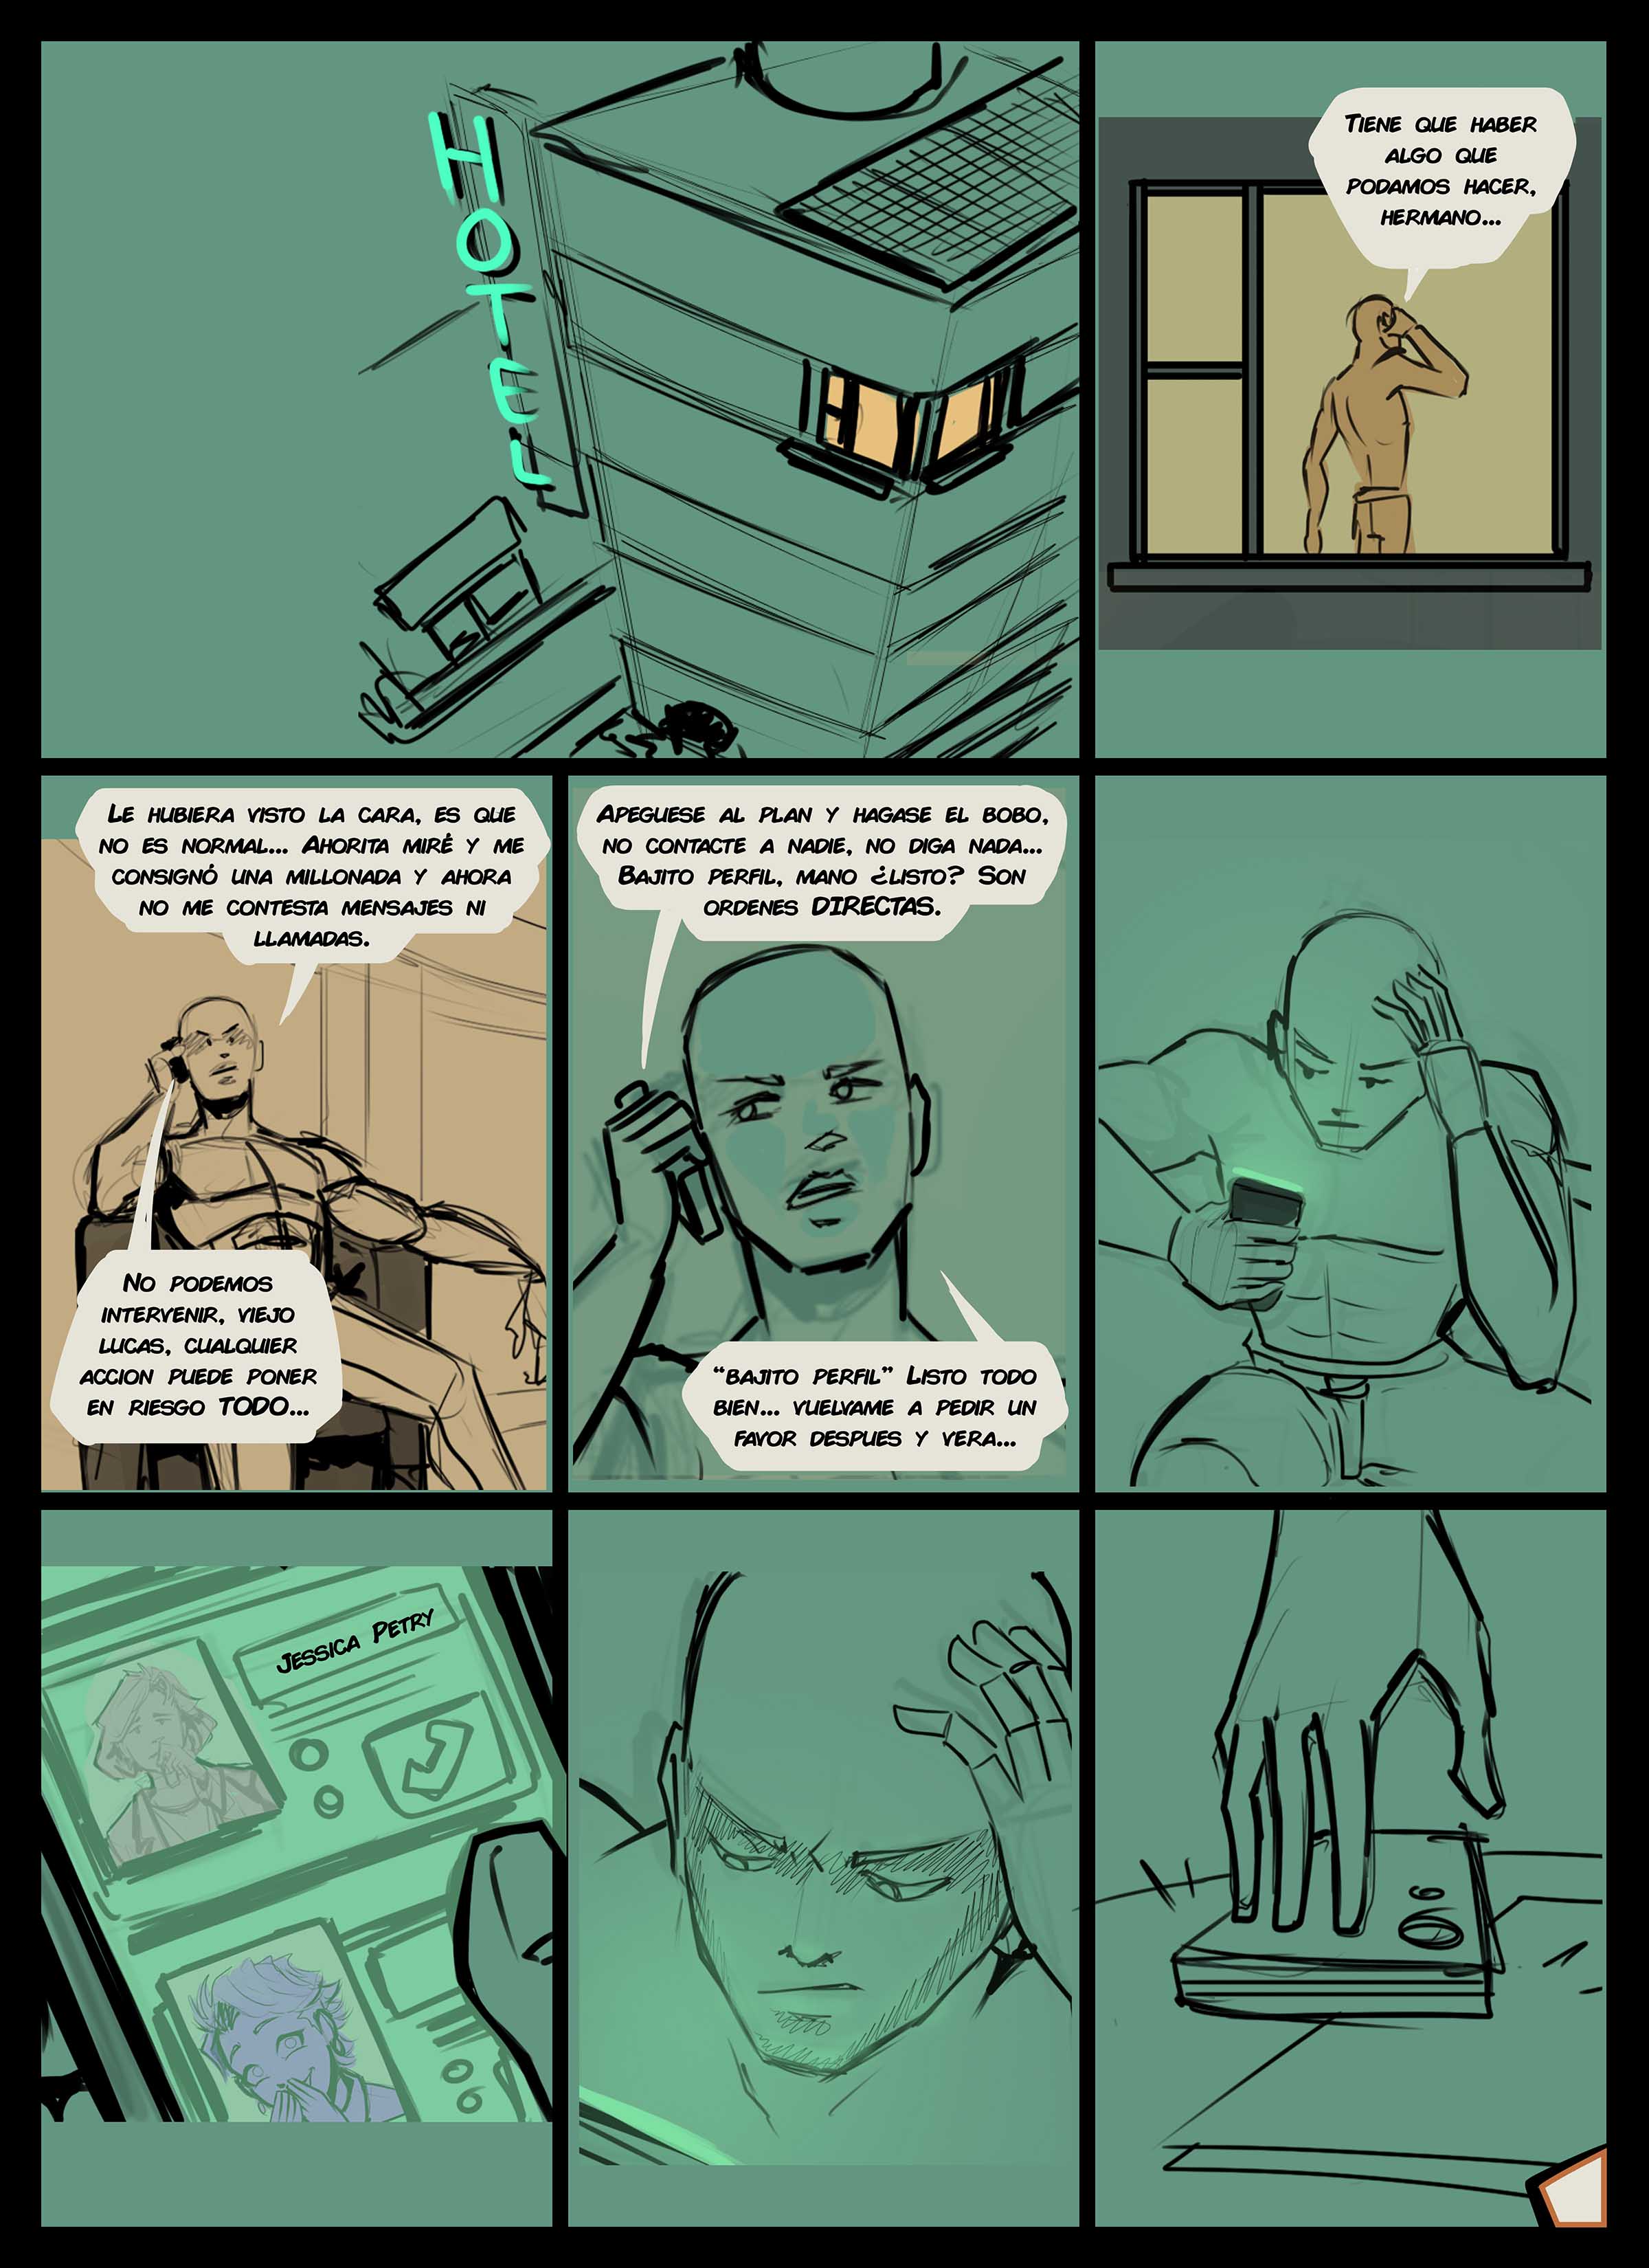 HOTEL
TIENE QUE HABER
ALGO QUE
PODAMOS HACER,
HERMANO...
LE HUBIERA VISTO LA CARA, ES QUE
NO ES NORMAL... AHORITA MIRÉ Y ME
CONSIGNÓ UNA MILLONADA Y AHORA
NO ME CONTESTA MENSAJES NI
LLAMADAS.
NO PODEMOS
INTERVENIR, VIEJO
LUCAS, CUALQUIER
ACCION PUEDE PONER
EN RIESGO TODO...
APEGUESE AL PLAN Y HAGASE EL BOBO,
NO CONTACTE A NADIE, NO DIGA NADA...
BAJITO PERFIL, MANO ¿LISTO? SON
ORDENES DIRECTAS.
"BAJITO PERFIL" LISTO TODO
BIEN... VUELVAME A PEDIR UN
FAVOR DESPUES Y VERA...
JESSICA PETRY